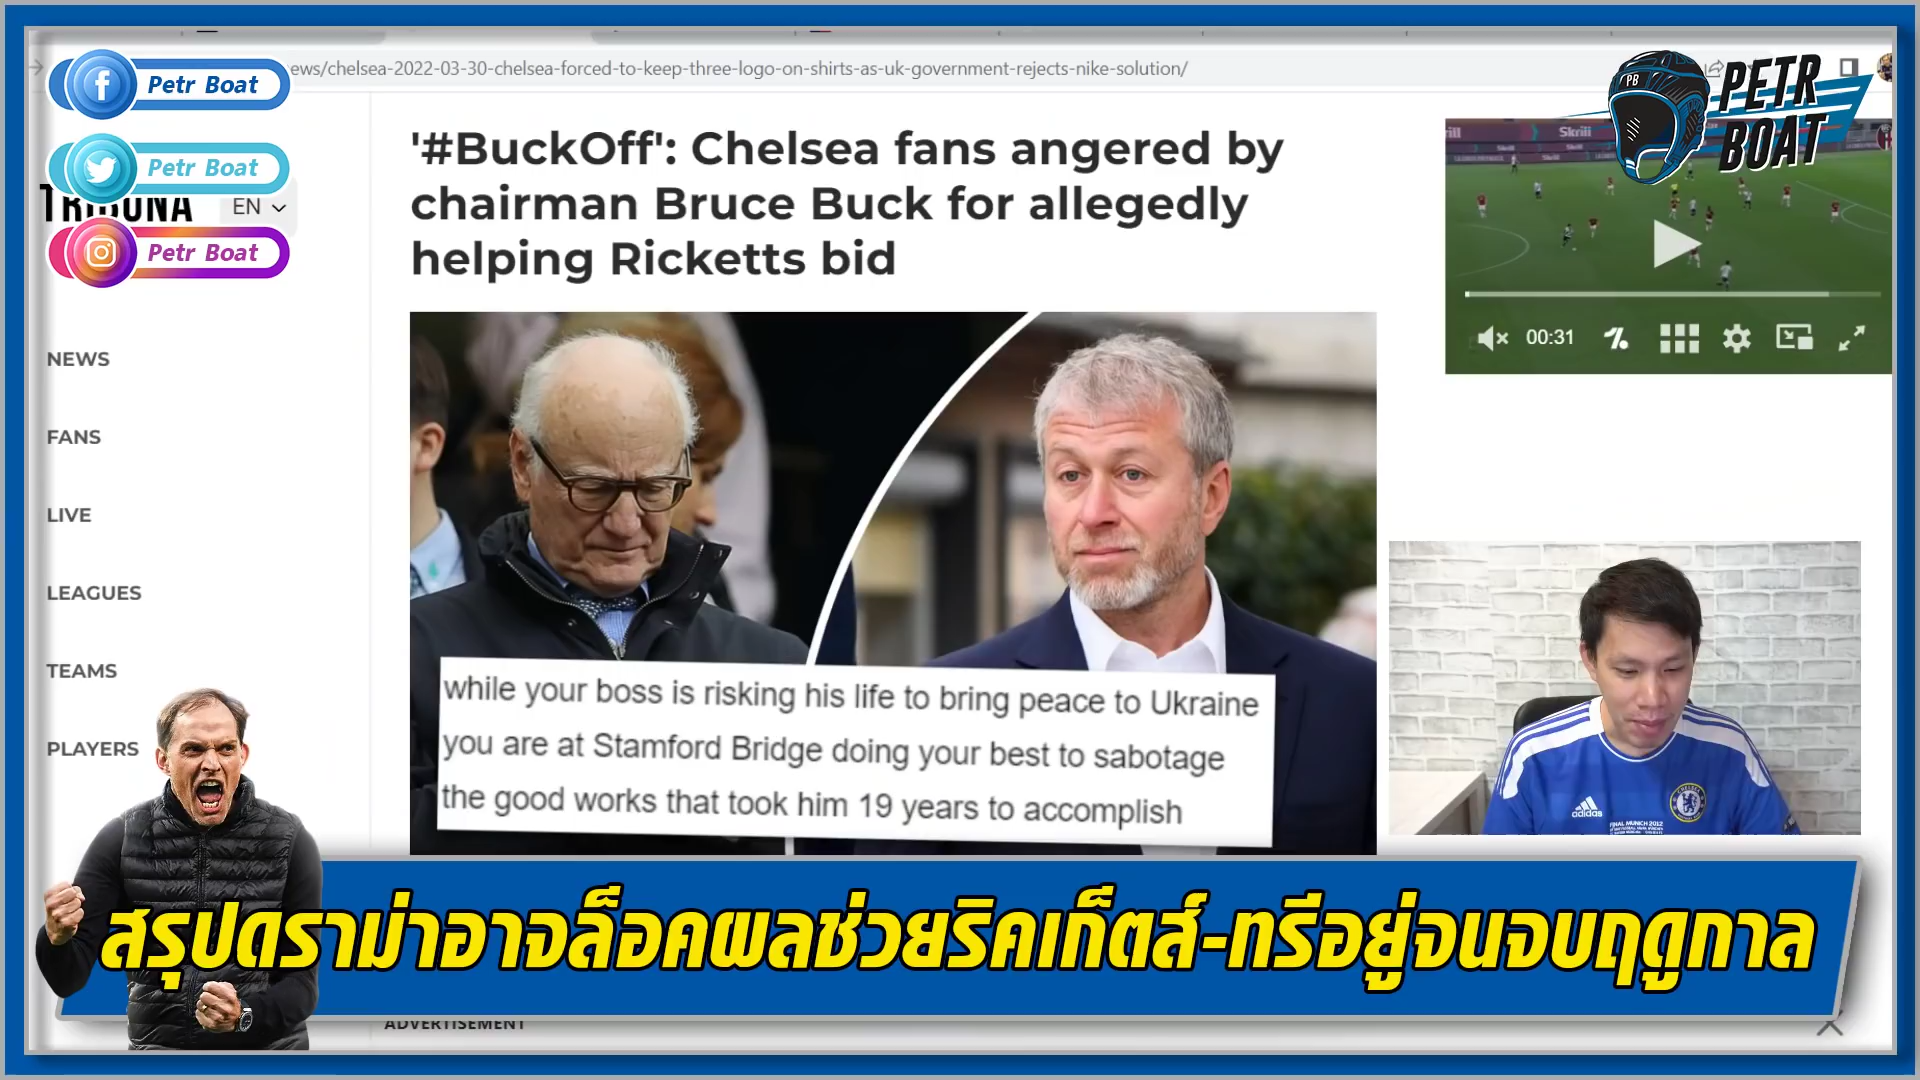 ews/chelsea-2022-03-30-chelsea-forced-to-keep-three-logo-on-shirts-as-uk-government-rejects-nike-solution/
Petr Boat
Petr Boat
TRIBUNA
EN
Petr Boat
NEWS
FANS
LIVE
LEAGUES
TEAMS
PLAYERS
'#BuckOff': Chelsea fans angered by
chairman Bruce Buck for allegedly
helping Ricketts bid
while your boss is risking his life to bring peace to Ukraine
you are at Stamford Bridge doing your best to sabotage
the good works that took him 19 years to accomplish
PB
PETR
BOAT
Skrill
00:31
adidas
CHELSEA
FINAL MUNICH 2012
สรุปดราม่าอาจล็อคผลช่วยริคเก็ตส์-ทรีอยู่จนจบฤดูกาล
ADVERTISEMENT